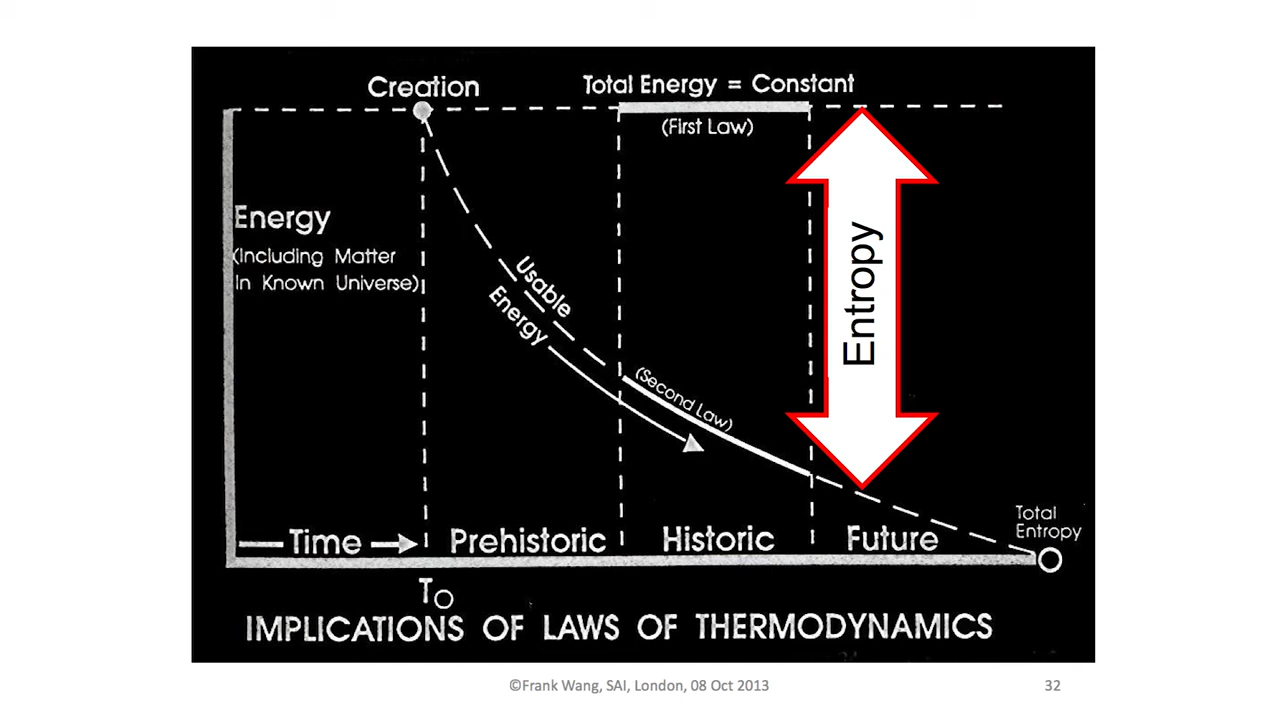 Creation
Total Energy = Constant
(First Law)
Energy
(Including Matter
In Known Universe)
Usable
Energy
(Second Law)
Entropy
Total
Entropy
Time
Prehistoric
Historic
Future
TO
IMPLICATIONS OF LAWS OF THERMODYNAMICS
©Frank Wang, SAI, London, 08 Oct 2013
32